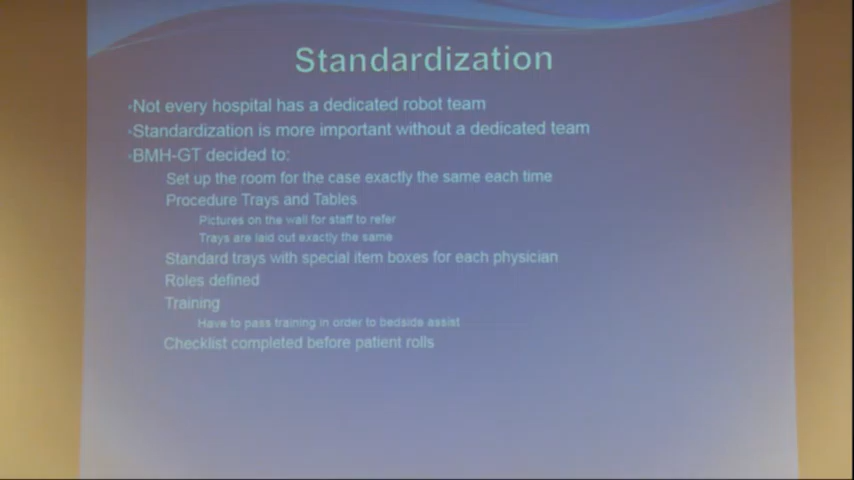 Standardization
•Not every hospital has a dedicated robot team
•Standardization is more important without a dedicated team
•BMH-GT decided to:
Set up the room for the case exactly the same each time
Procedure Trays and Tables
Pictures on the wall for staff to refer
Trays are laid out exactly the same
Standard trays with special item boxes for each physician
Roles defined
Training
Have to pass training in order to bedside assist
Checklist completed before patient rolls